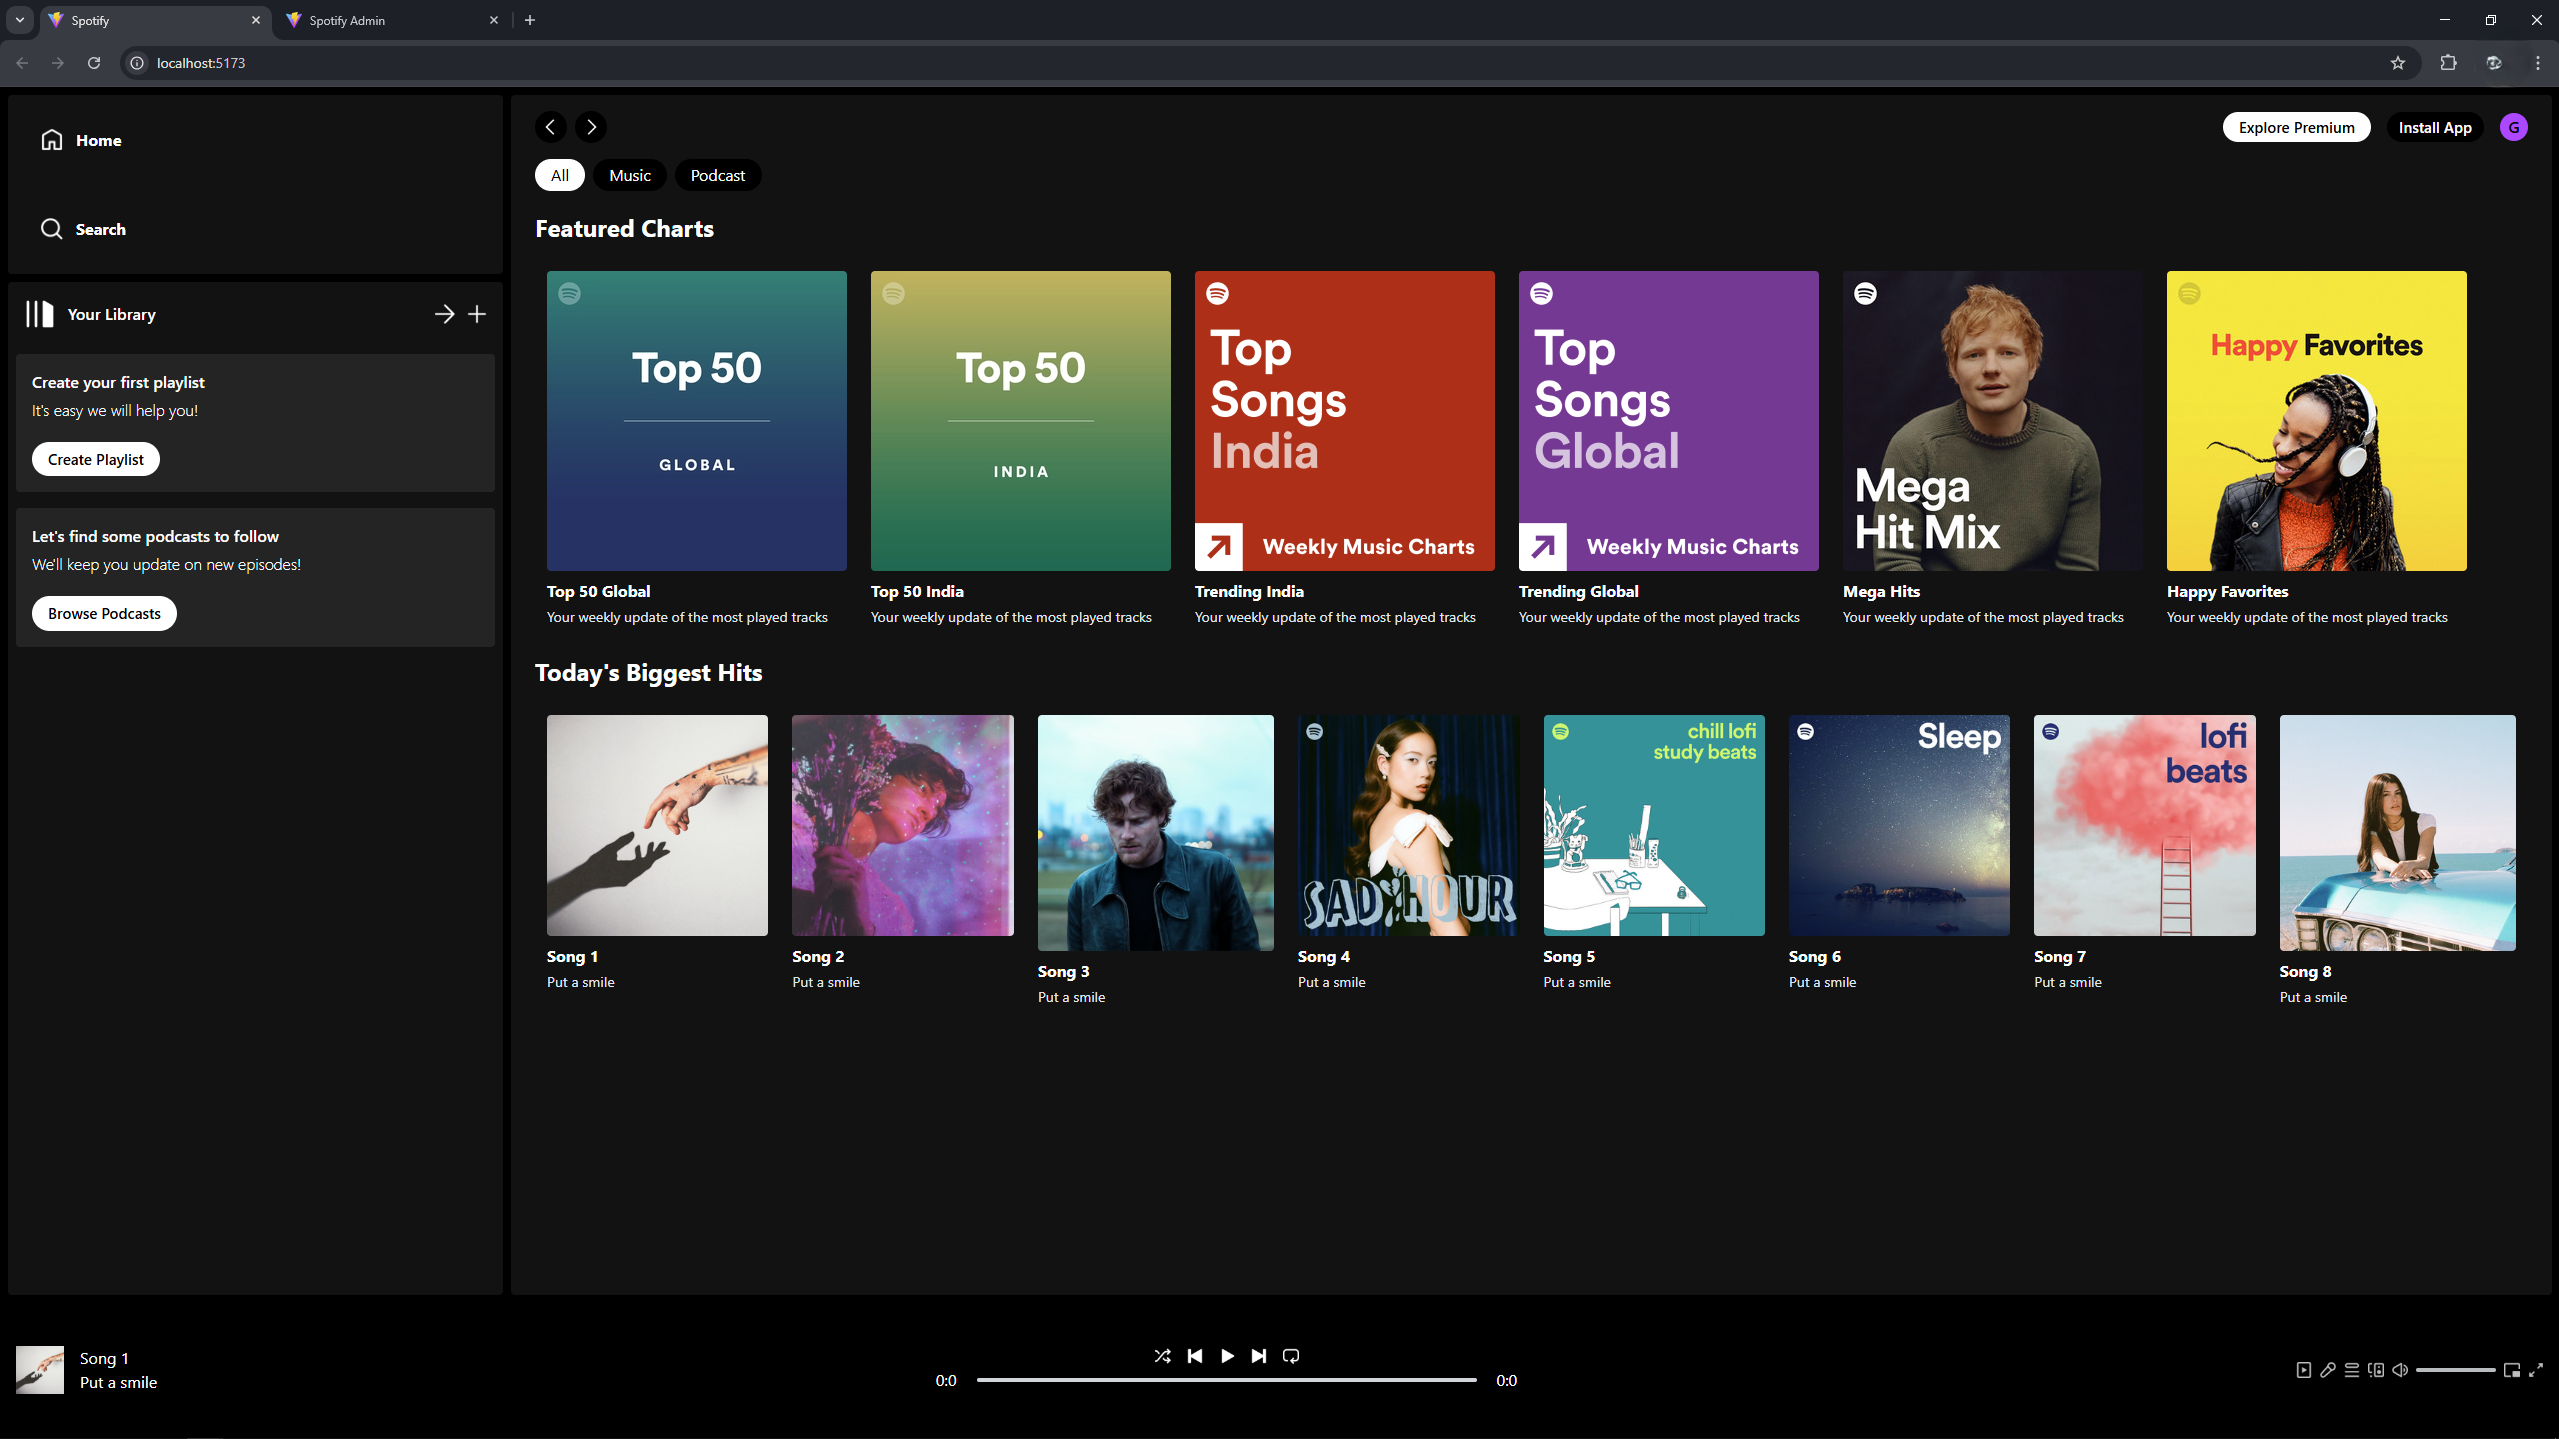 Spotify
Spotify Admin
localhost:5173
Home
Search
Your Library
Create your first playlist
It's easy we will help you!
Create Playlist
Let's find some podcasts to follow
We'll keep you update on new episodes!
Browse Podcasts
Explore Premium
Install App
G
All
Music
Podcast
Featured Charts
Top 50
GLOBAL
Top 50 Global
Your weekly update of the most played tracks
Top 50
INDIA
Top 50 India
Your weekly update of the most played tracks
Top
Songs
India
Weekly Music Charts
Trending India
Your weekly update of the most played tracks
Top
Songs
Global
Weekly Music Charts
Trending Global
Your weekly update of the most played tracks
Mega
Hit Mix
Mega Hits
Your weekly update of the most played tracks
Happy Favorites
Happy Favorites
Your weekly update of the most played tracks
Today's Biggest Hits
Song 1
Put a smile
Song 2
Put a smile
Song 3
Put a smile
SAD HOUR
Song 4
Put a smile
chill lofi
study beats
Song 5
Put a smile
Sleep
Song 6
Put a smile
lofi
beats
Song 7
Put a smile
Song 8
Put a smile
Song 1
Put a smile
0:0
0:0